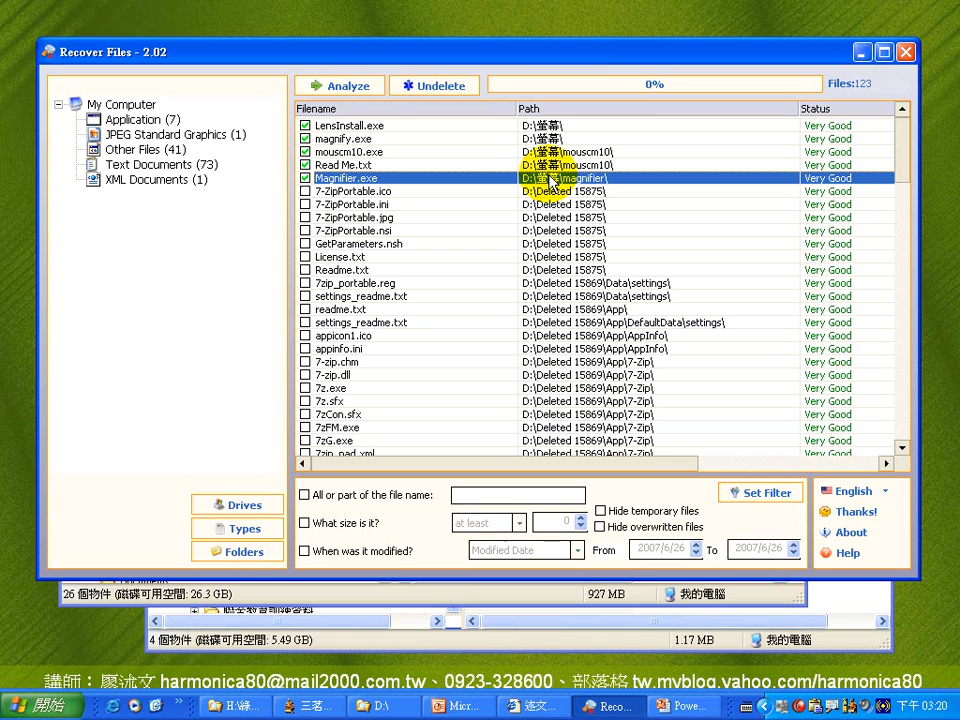 Recover Files - 2.02
My Computer
Application (7)
JPEG Standard Graphics (1)
Other Files (41)
Text Documents (73)
XML Documents (1)
Drives
Types
Folders
Analyze
Undelete
0%
Files:123
Filename Path Status
LensInstall.exe D:\螢幕\ Very Good
magnify.exe D:\螢幕\ Very Good
mouscm10.exe D:\螢幕\mouscm10\ Very Good
Read Me.txt D:\螢幕\mouscm10\ Very Good
Magnifier.exe D:\螢幕\magnifier\ Very Good
7-ZipPortable.ico D:\Deleted 15875\ Very Good
7-ZipPortable.ini D:\Deleted 15875\ Very Good
7-ZipPortable.jpg D:\Deleted 15875\ Very Good
7-ZipPortable.nsi D:\Deleted 15875\ Very Good
GetParameters.nsh D:\Deleted 15875\ Very Good
License.txt D:\Deleted 15875\ Very Good
Readme.txt D:\Deleted 15875\ Very Good
7zip_portable.reg D:\Deleted 15869\Data\settings\ Very Good
settings_readme.txt D:\Deleted 15869\Data\settings\ Very Good
readme.txt D:\Deleted 15869\App\ Very Good
settings_readme.txt D:\Deleted 15869\App\DefaultData\settings\ Very Good
appicon1.ico D:\Deleted 15869\App\AppInfo\ Very Good
appinfo.ini D:\Deleted 15869\App\AppInfo\ Very Good
7-zip.chm D:\Deleted 15869\App\7-Zip\ Very Good
7-zip.dll D:\Deleted 15869\App\7-Zip\ Very Good
7z.exe D:\Deleted 15869\App\7-Zip\ Very Good
7z.sfx D:\Deleted 15869\App\7-Zip\ Very Good
7zCon.sfx D:\Deleted 15869\App\7-Zip\ Very Good
7zFM.exe D:\Deleted 15869\App\7-Zip\ Very Good
7zG.exe D:\Deleted 15869\App\7-Zip\ Very Good
7zip_pad.xml D:\Deleted 15869\App\7-Zip\ Very Good
All or part of the file name:
Set Filter
What size is it? at least 0
Hide temporary files
Hide overwritten files
When was it modified? Modified Date From 2007/6/26 To 2007/6/26
English
Thanks!
About
Help
26 個物件 (磁碟可用空間: 26.3 GB) 927 MB 我的電腦
4 個物件 (磁碟可用空間: 5.49 GB) 1.17 MB 我的電腦
harmonica80@mail2000.com.tw、0923-328600、部落格 tw.myblog.yahoo.com/harmonica80
開始 H:\綠... D:\ Micr... Reco... Powe... 下午 03:20